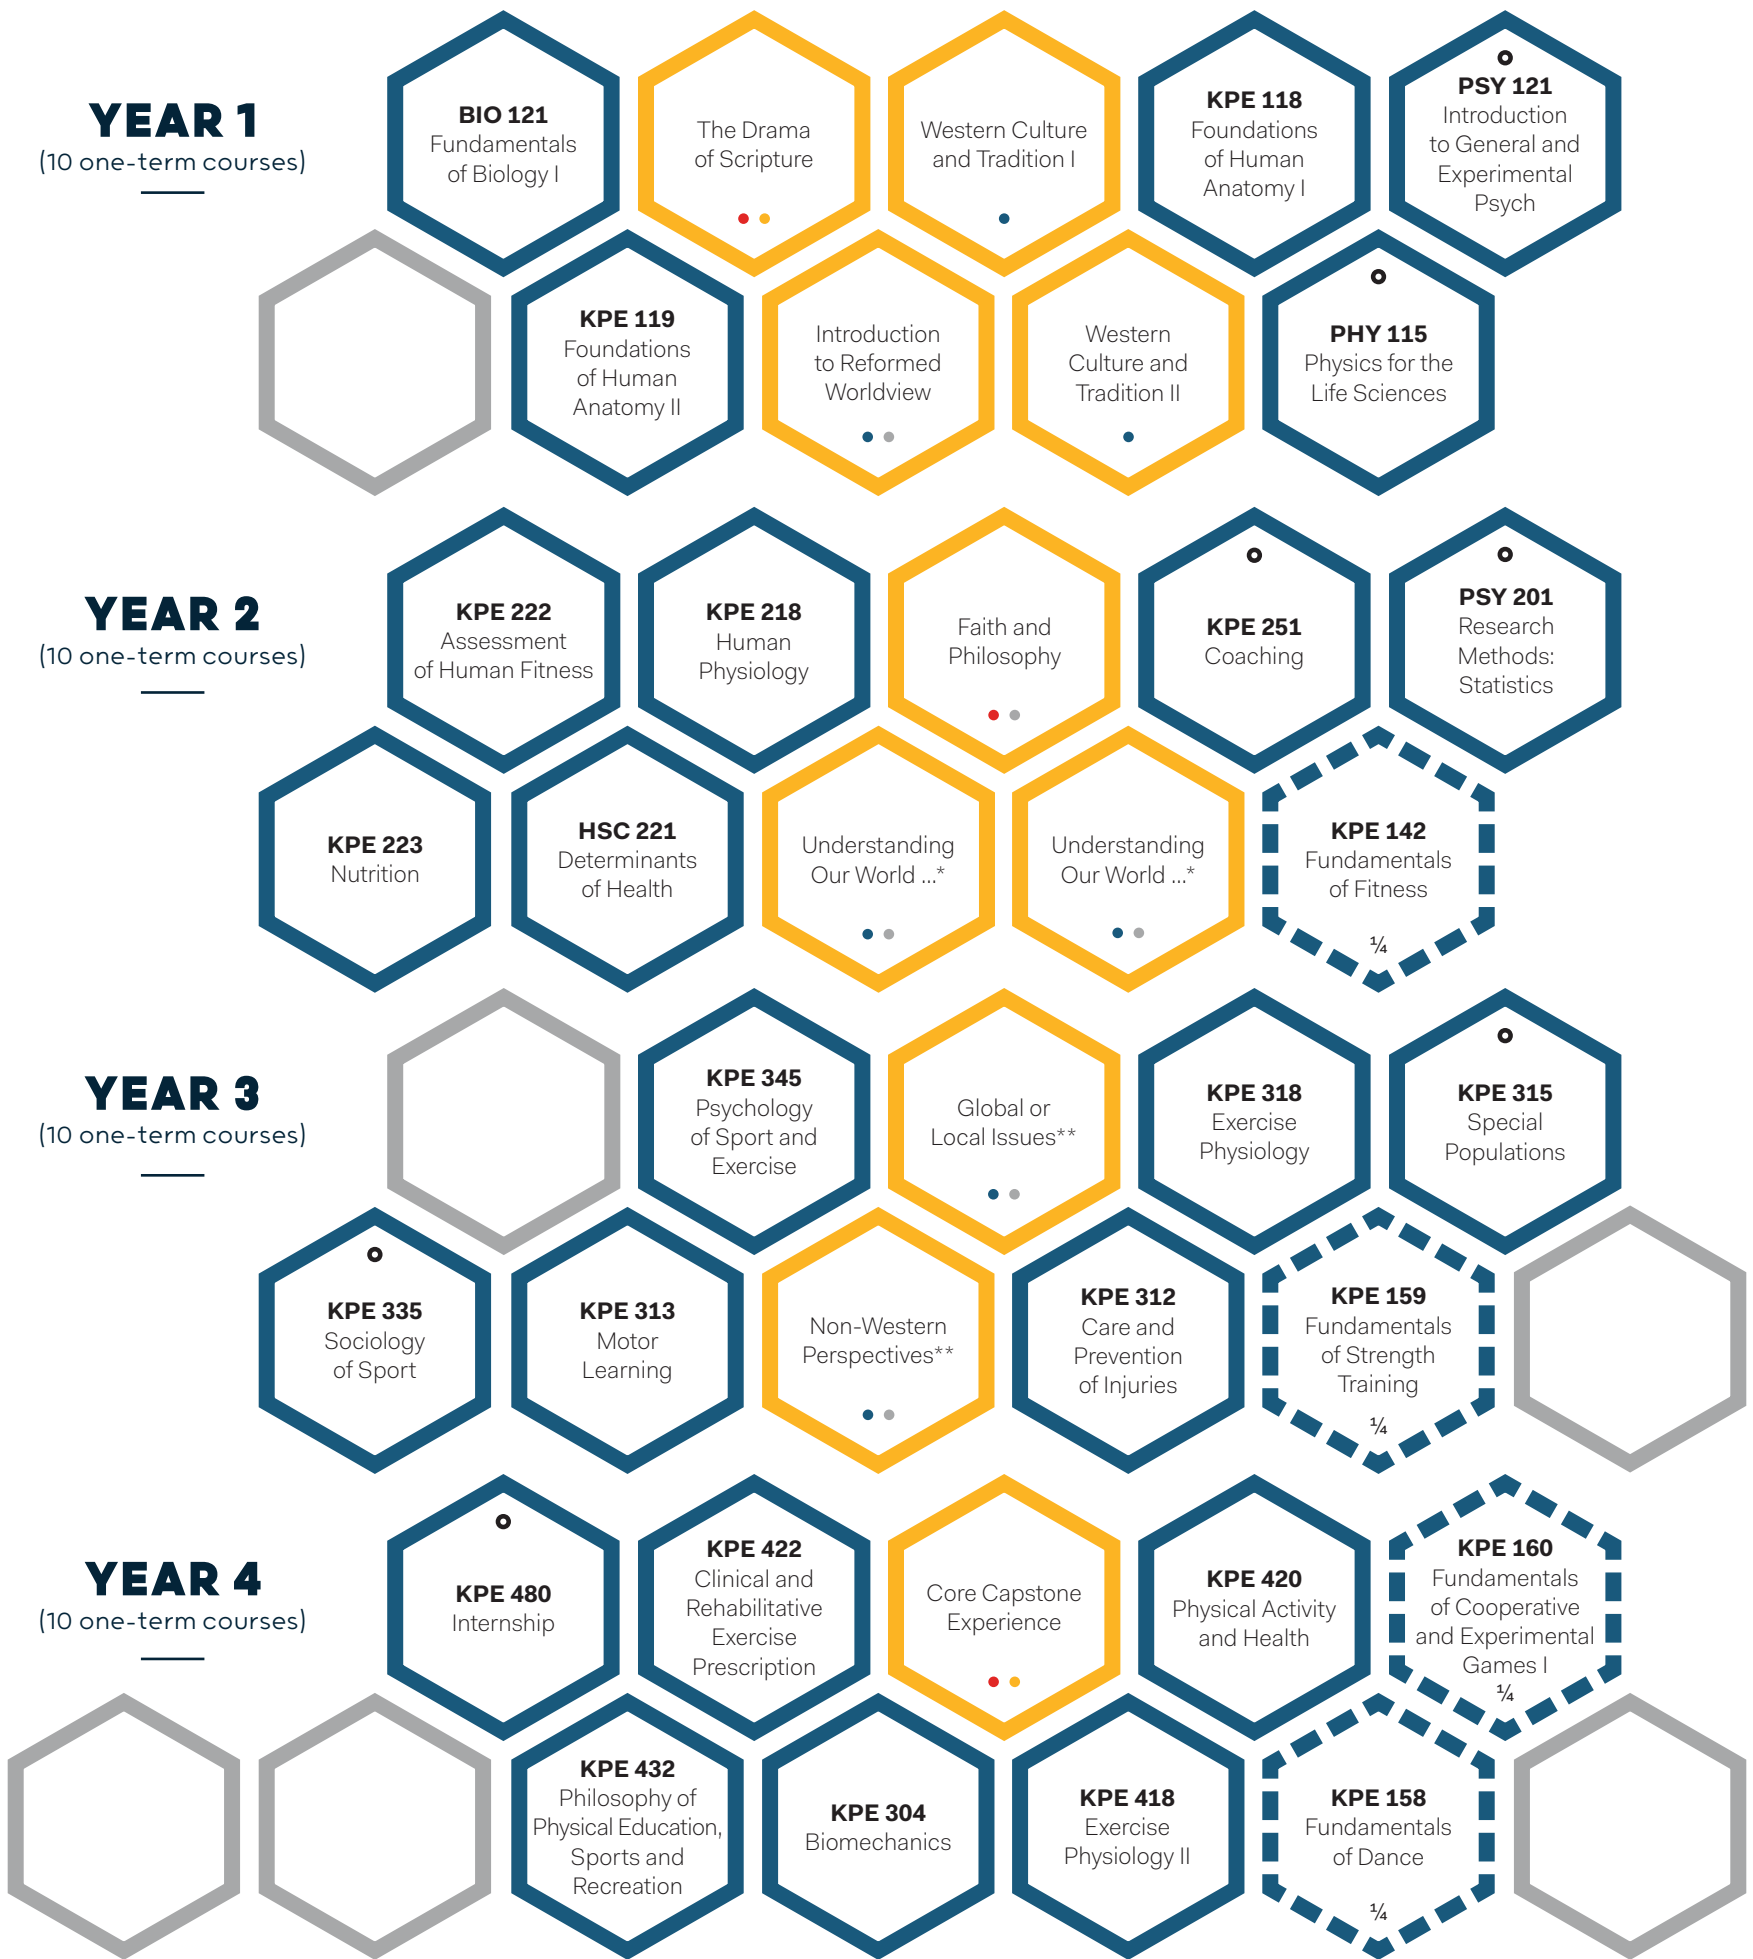 YEAR 1
(10 one-term courses)
BIO 121
Fundamentals
of Biology I
The Drama
of Scripture
Western Culture
and Tradition I
KPE 118
Foundations
of Human
Anatomy I
PSY 121
Introduction
to General and
Experimental
Psych
KPE 119
Foundations
of Human
Anatomy II
Introduction
to Reformed
Worldview
Western
Culture and
Tradition II
PHY 115
Physics for the
Life Sciences
YEAR 2
(10 one-term courses)
KPE 222
Assessment
of Human Fitness
KPE 218
Human
Physiology
Faith and
Philosophy
KPE 251
Coaching
PSY 201
Research
Methods:
Statistics
KPE 223
Nutrition
HSC 221
Determinants
of Health
Understanding
Our World ...*
Understanding
Our World ...*
KPE 142
Fundamentals
of Fitness
¼
YEAR 3
(10 one-term courses)
KPE 345
Psychology
of Sport and
Exercise
Global or
Local Issues**
KPE 318
Exercise
Physiology
KPE 315
Special
Populations
KPE 335
Sociology
of Sport
KPE 313
Motor
Learning
Non-Western
Perspectives**
KPE 312
Care and
Prevention
of Injuries
KPE 159
Fundamentals
of Strength
Training
¼
YEAR 4
(10 one-term courses)
KPE 480
Internship
KPE 422
Clinical and
Rehabilitative
Exercise
Prescription
Core Capstone
Experience
KPE 420
Physical Activity
and Health
KPE 160
Fundamentals
of Cooperative
and Experimental
Games I
¼
KPE 432
Philosophy of
Physical Education,
Sports and
Recreation
KPE 304
Biomechanics
KPE 418
Exercise
Physiology II
KPE 158
Fundamentals
of Dance
¼